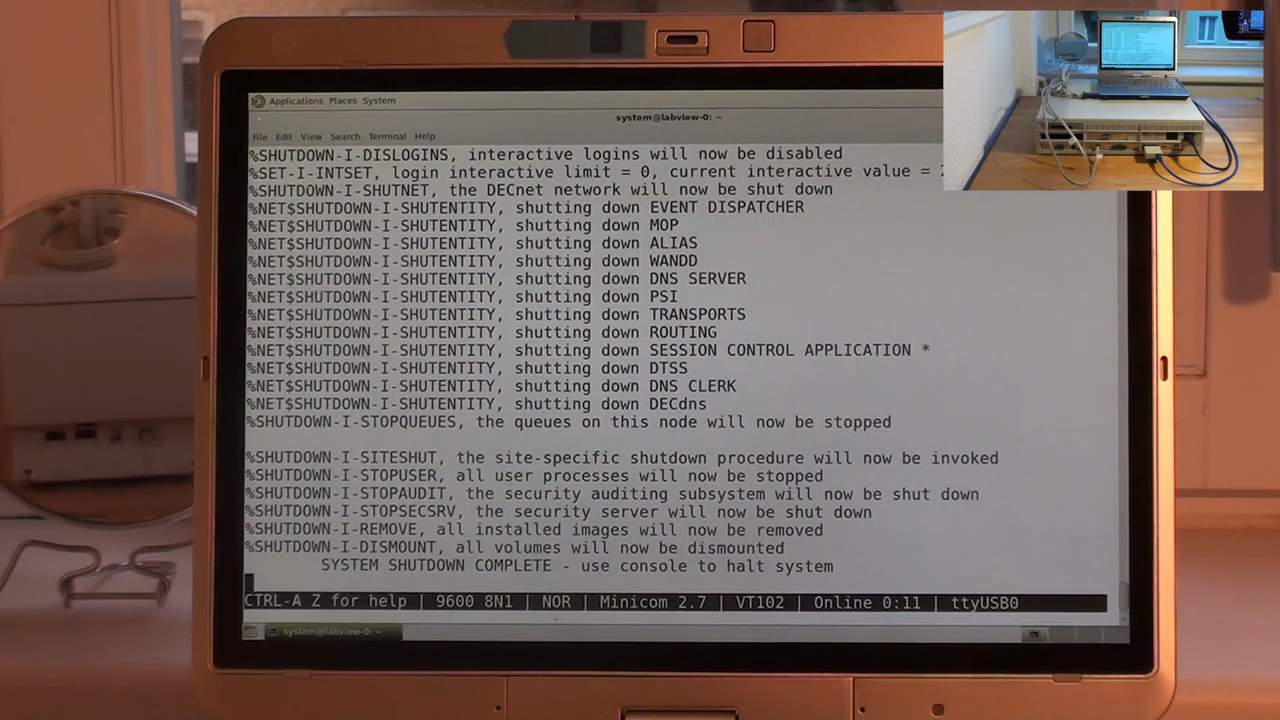 Applications Places System
system@labview-0: ~
File Edit View Search Terminal Help
%SHUTDOWN-I-DISLOGINS, interactive logins will now be disabled
%SET-I-INTSET, login interactive limit = 0, current interactive value = 2
%SHUTDOWN-I-SHUTNET, the DECnet network will now be shut down
%NET$SHUTDOWN-I-SHUTENTITY, shutting down EVENT DISPATCHER
%NET$SHUTDOWN-I-SHUTENTITY, shutting down MOP
%NET$SHUTDOWN-I-SHUTENTITY, shutting down ALIAS
%NET$SHUTDOWN-I-SHUTENTITY, shutting down WANDD
%NET$SHUTDOWN-I-SHUTENTITY, shutting down DNS SERVER
%NET$SHUTDOWN-I-SHUTENTITY, shutting down PSI
%NET$SHUTDOWN-I-SHUTENTITY, shutting down TRANSPORTS
%NET$SHUTDOWN-I-SHUTENTITY, shutting down ROUTING
%NET$SHUTDOWN-I-SHUTENTITY, shutting down SESSION CONTROL APPLICATION *
%NET$SHUTDOWN-I-SHUTENTITY, shutting down DTSS
%NET$SHUTDOWN-I-SHUTENTITY, shutting down DNS CLERK
%NET$SHUTDOWN-I-SHUTENTITY, shutting down DECdns
%SHUTDOWN-I-STOPQUEUES, the queues on this node will now be stopped
%SHUTDOWN-I-SITESHUT, the site-specific shutdown procedure will now be invoked
%SHUTDOWN-I-STOPUSER, all user processes will now be stopped
%SHUTDOWN-I-STOPAUDIT, the security auditing subsystem will now be shut down
%SHUTDOWN-I-STOPSECSRV, the security server will now be shut down
%SHUTDOWN-I-REMOVE, all installed images will now be removed
%SHUTDOWN-I-DISMOUNT, all volumes will now be dismounted
SYSTEM SHUTDOWN COMPLETE - use console to halt system
CTRL-A Z for help | 9600 8N1 | NOR | Minicom 2.7 | VT102 | Online 0:11 | ttyUSB0
system@labview-0: ~